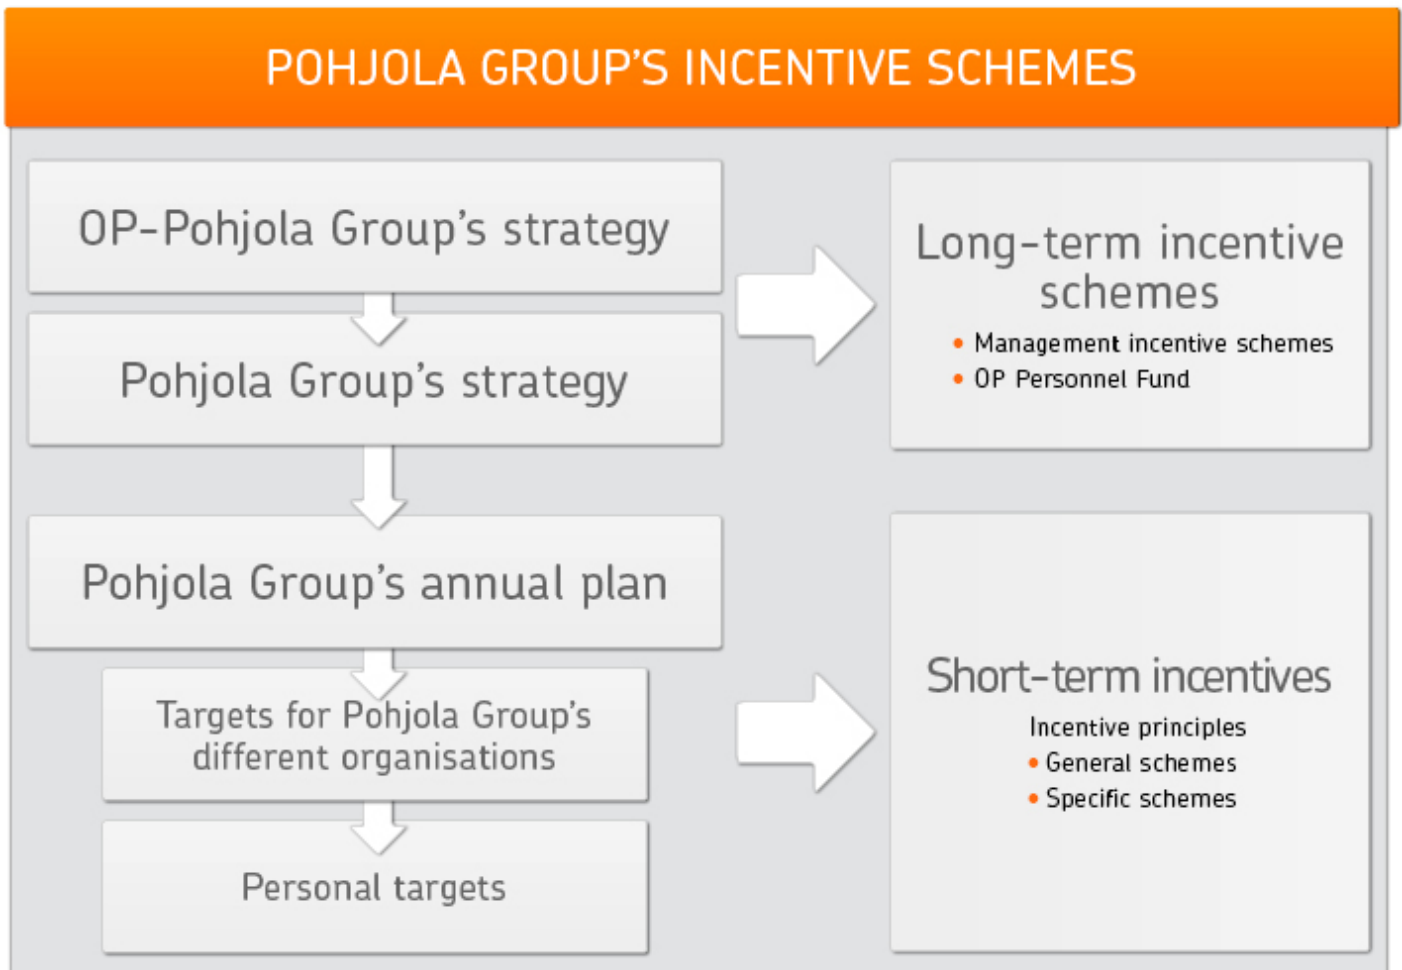 POHJOLA GROUP'S INCENTIVE SCHEMES
OP-Pohjola Group's strategy
Pohjola Group's strategy
Long-term incentive
schemes
• Management incentive schemes
• OP Personnel Fund
Pohjola Group's annual plan
Targets for Pohjola Group's
different organisations
Personal targets
Short-term incentives
Incentive principles
• General schemes
• Specific schemes